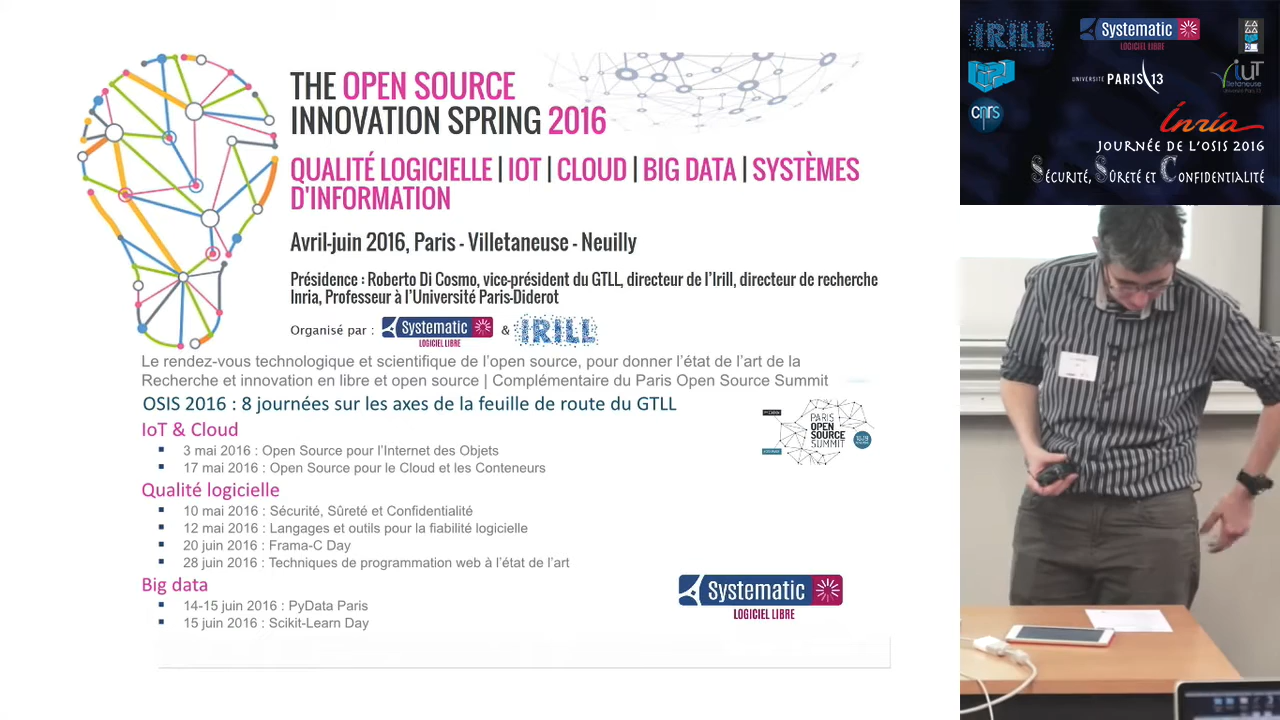 THE OPEN SOURCE
INNOVATION SPRING 2016
QUALITÉ LOGICIELLE | IOT | CLOUD | BIG DATA | SYSTÈMES
D'INFORMATION
Avril-juin 2016, Paris - Villetaneuse - Neuilly
Présidence : Roberto Di Cosmo, vice-président du GTLL, directeur de l'Irill, directeur de recherche
Inria, Professeur à l'Université Paris-Diderot
Organisé par : Systematic & IRILL
LOGICIEL LIBRE
Le rendez-vous technologique et scientifique de l'open source, pour donner l'état de l'art de la
Recherche et innovation en libre et open source | Complémentaire du Paris Open Source Summit
OSIS 2016 : 8 journées sur les axes de la feuille de route du GTLL
PARIS
OPEN
SOURCE
SUMMIT
IoT & Cloud
3 mai 2016 : Open Source pour l'Internet des Objets
17 mai 2016 : Open Source pour le Cloud et les Conteneurs
Qualité logicielle
10 mai 2016 : Sécurité, Sûreté et Confidentialité
12 mai 2016 : Langages et outils pour la fiabilité logicielle
20 juin 2016 : Frama-C Day
28 juin 2016 : Techniques de programmation web à l'état de l'art
Big data
14-15 juin 2016 : PyData Paris
15 juin 2016 : Scikit-Learn Day
Systematic
LOGICIEL LIBRE
IRILL
Systematic
LOGICIEL LIBRE
UNIVERSITÉ PARIS 13
iUT
cnrs
Inria
JOURNÉE DE L'OSIS 2016
SÉCURITÉ, SÛRETÉ ET CONFIDENTIALITÉ